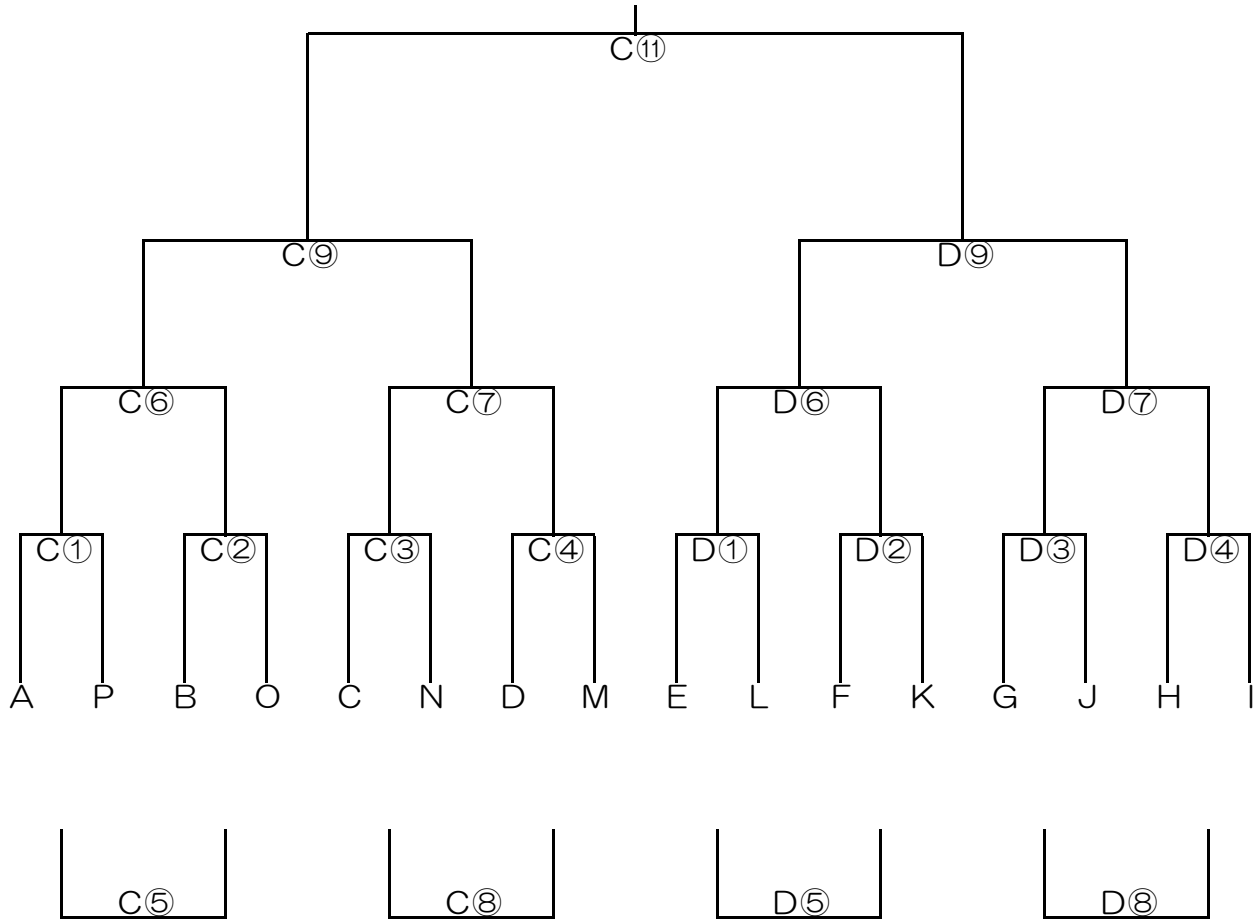 C⑪
C⑨ D⑨
C⑥ C⑦ D⑥ D⑦
C① C② C③ C④ D① D② D③ D④
A P B O C N D M E L F K G J H I
C⑤ C⑧ D⑤ D⑧